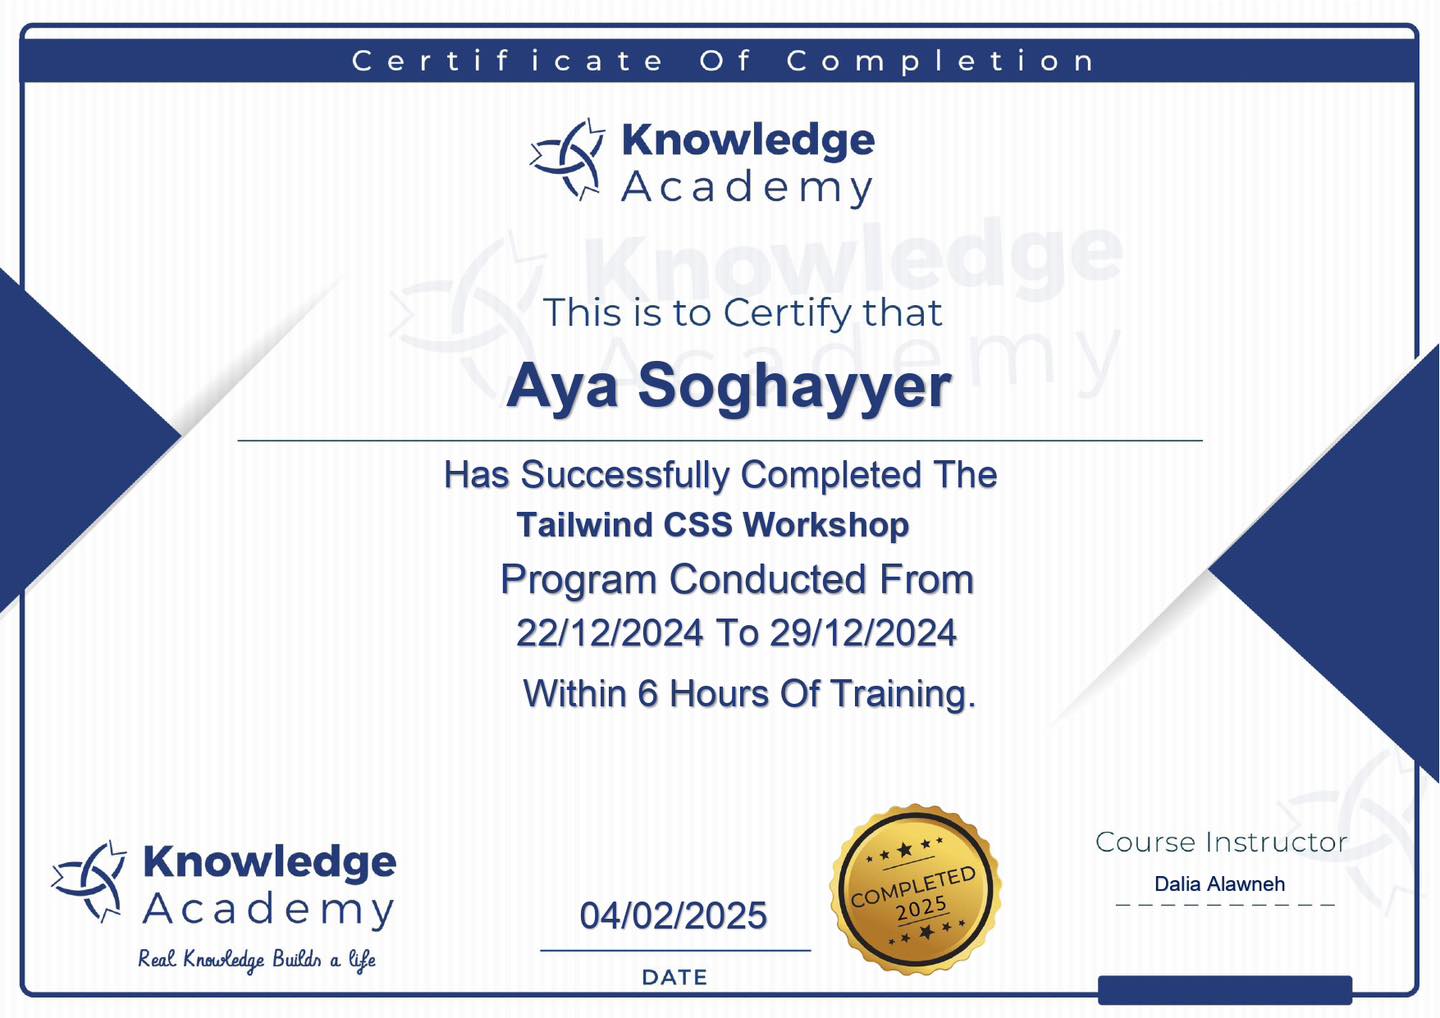 Certificate Of Completion
Knowledge
Academy
Knowledge
Academy
This is to Certify that
Aya Soghayyer
Has Successfully Completed The
Tailwind CSS Workshop
Program Conducted From
22/12/2024 To 29/12/2024
Within 6 Hours Of Training.
Knowledge
Academy
Real Knowledge Builds a life
04/02/2025
DATE
COMPLETED
2025
Course Instructor
Dalia Alawneh